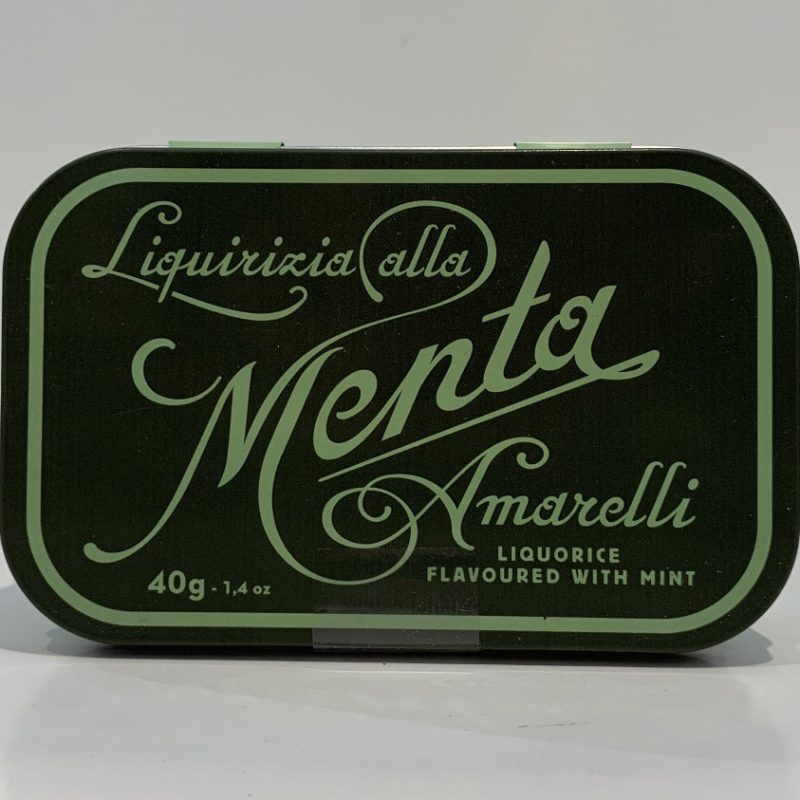 Liquirizia alla
Menta
Amarelli
LIQUORICE
FLAVOURED WITH MINT
40g - 1,4 oz